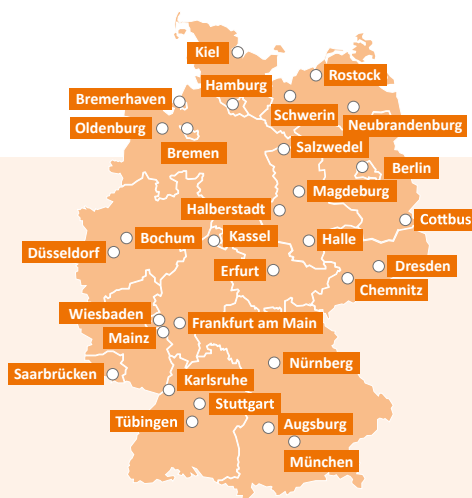 Kiel
Rostock
Hamburg
Bremerhaven
Schwerin
Oldenburg
Neubrandenburg
Bremen
Salzwedel
Berlin
Magdeburg
Halberstadt
Cottbus
Bochum
Kassel
Halle
Düsseldorf
Erfurt
Dresden
Chemnitz
Wiesbaden
Frankfurt am Main
Mainz
Nürnberg
Saarbrücken
Karlsruhe
Stuttgart
Tübingen
Augsburg
München